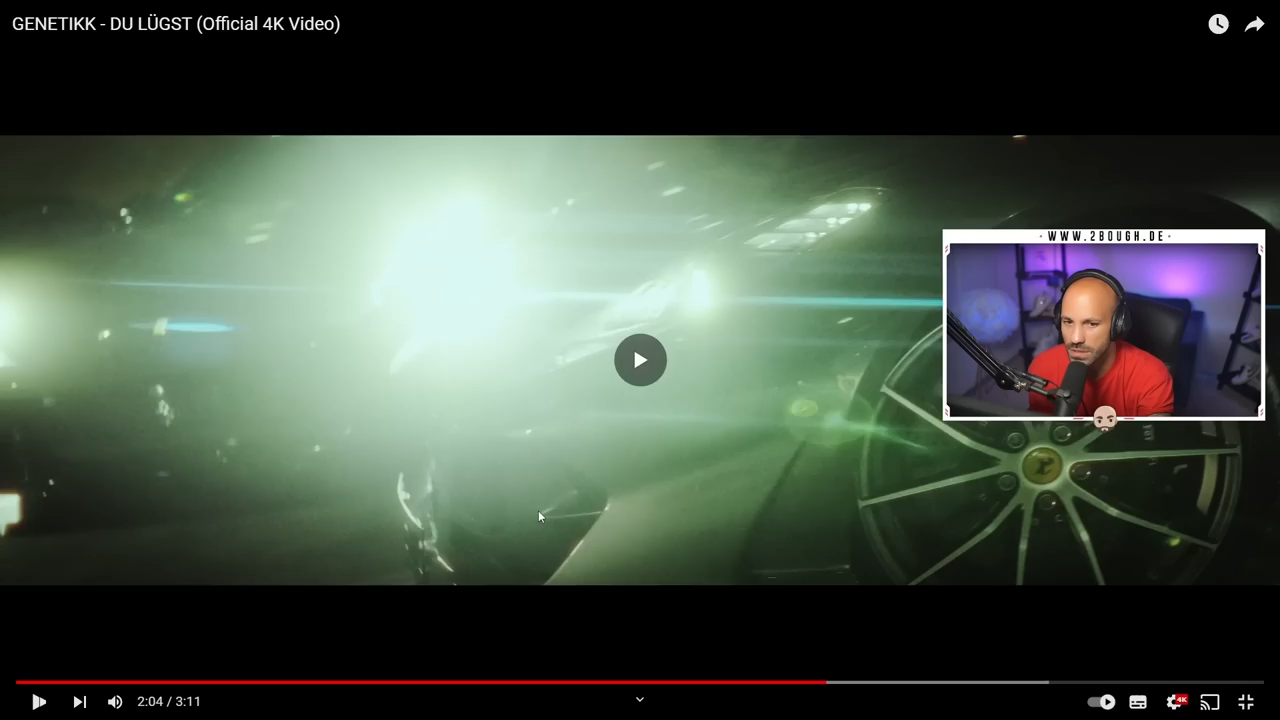 GENETIKK - DU LÜGST (Official 4K Video)
· WWW.2BOUGH.DE ·
2:04 / 3:11
4K